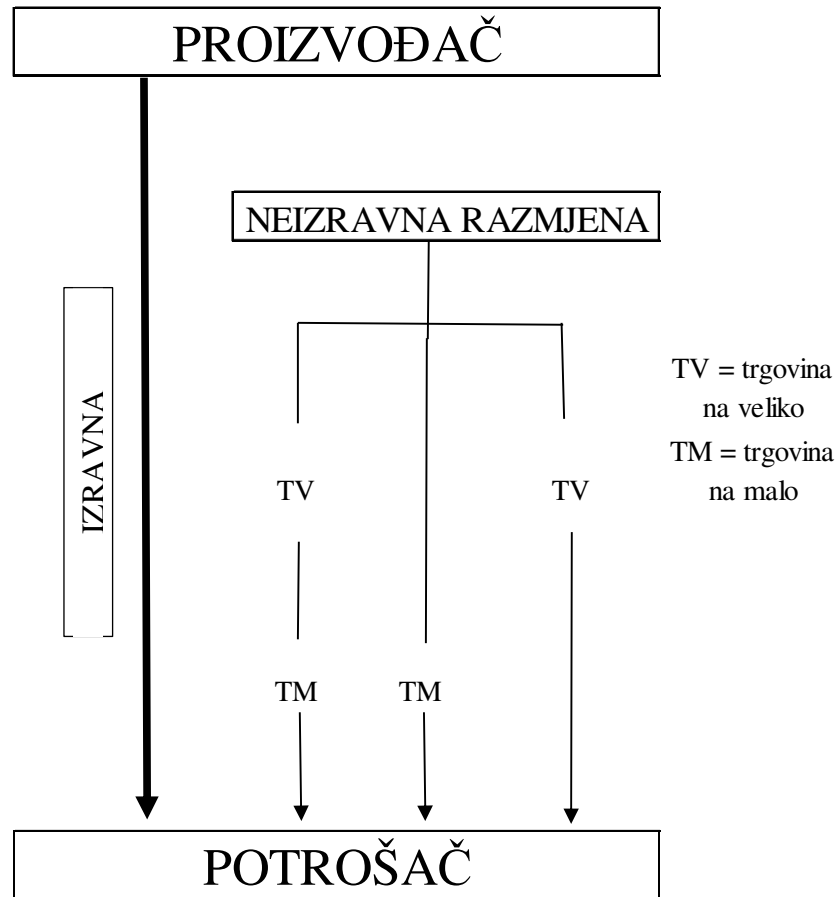 PROIZVOĐAČ
NEIZRAVNA RAZMJENA
IZRAVNA
TV = trgovina
na veliko
TM = trgovina
na malo
TV
TV
TM
TM
POTROŠAČ